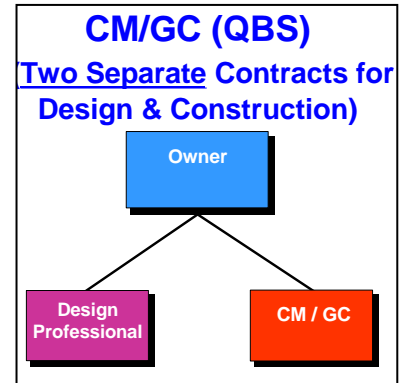 CM/GC (QBS)
(Two Separate Contracts for
Design & Construction)
Owner
Design
Professional
CM / GC